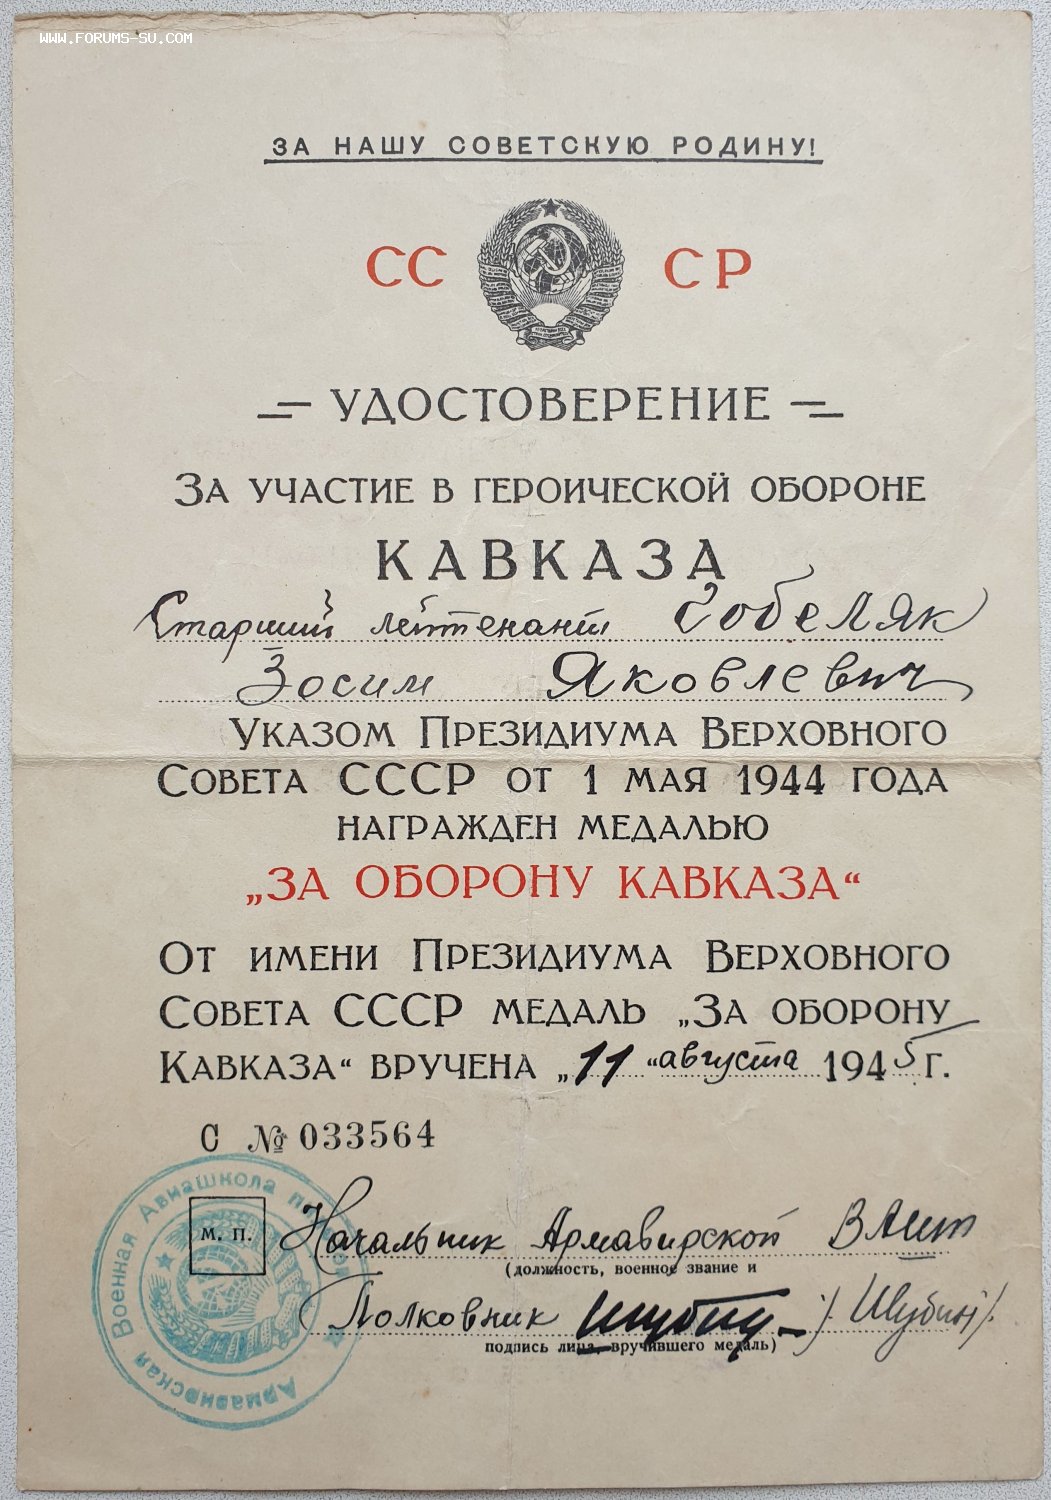 WWW.FORUMS-SU.COM
ЗА НАШУ СОВЕТСКУЮ РОДИНУ!
СС СР
УДОСТОВЕРЕНИЕ
ЗА УЧАСТИЕ В ГЕРОИЧЕСКОЙ ОБОРОНЕ
КАВКАЗА
Старший лейтенант Гобеляк
Зосим Яковлевич
УКАЗОМ ПРЕЗИДИУМА ВЕРХОВНОГО
СОВЕТА СССР ОТ 1 МАЯ 1944 ГОДА
НАГРАЖДЕН МЕДАЛЬЮ
„ЗА ОБОРОНУ КАВКАЗА“
ОТ ИМЕНИ ПРЕЗИДИУМА ВЕРХОВНОГО
СОВЕТА СССР МЕДАЛЬ „ЗА ОБОРОНУ
КАВКАЗА“ ВРУЧЕНА „11“ августа 1945 г.
С № 033564
Армавирская Военная Авиашкола
М. П.
Начальник Армавирской ВАШП
(должность, военное звание и
Полковник Шубин /Шубин/.
подпись лица, вручившего медаль)